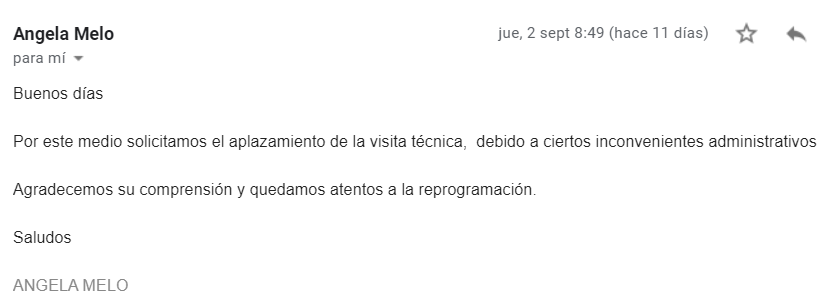 Angela Melo
jue, 2 sept 8:49 (hace 11 días)
para mí
Buenos días
Por este medio solicitamos el aplazamiento de la visita técnica,  debido a ciertos inconvenientes administrativos
Agradecemos su comprensión y quedamos atentos a la reprogramación.
Saludos
ANGELA MELO